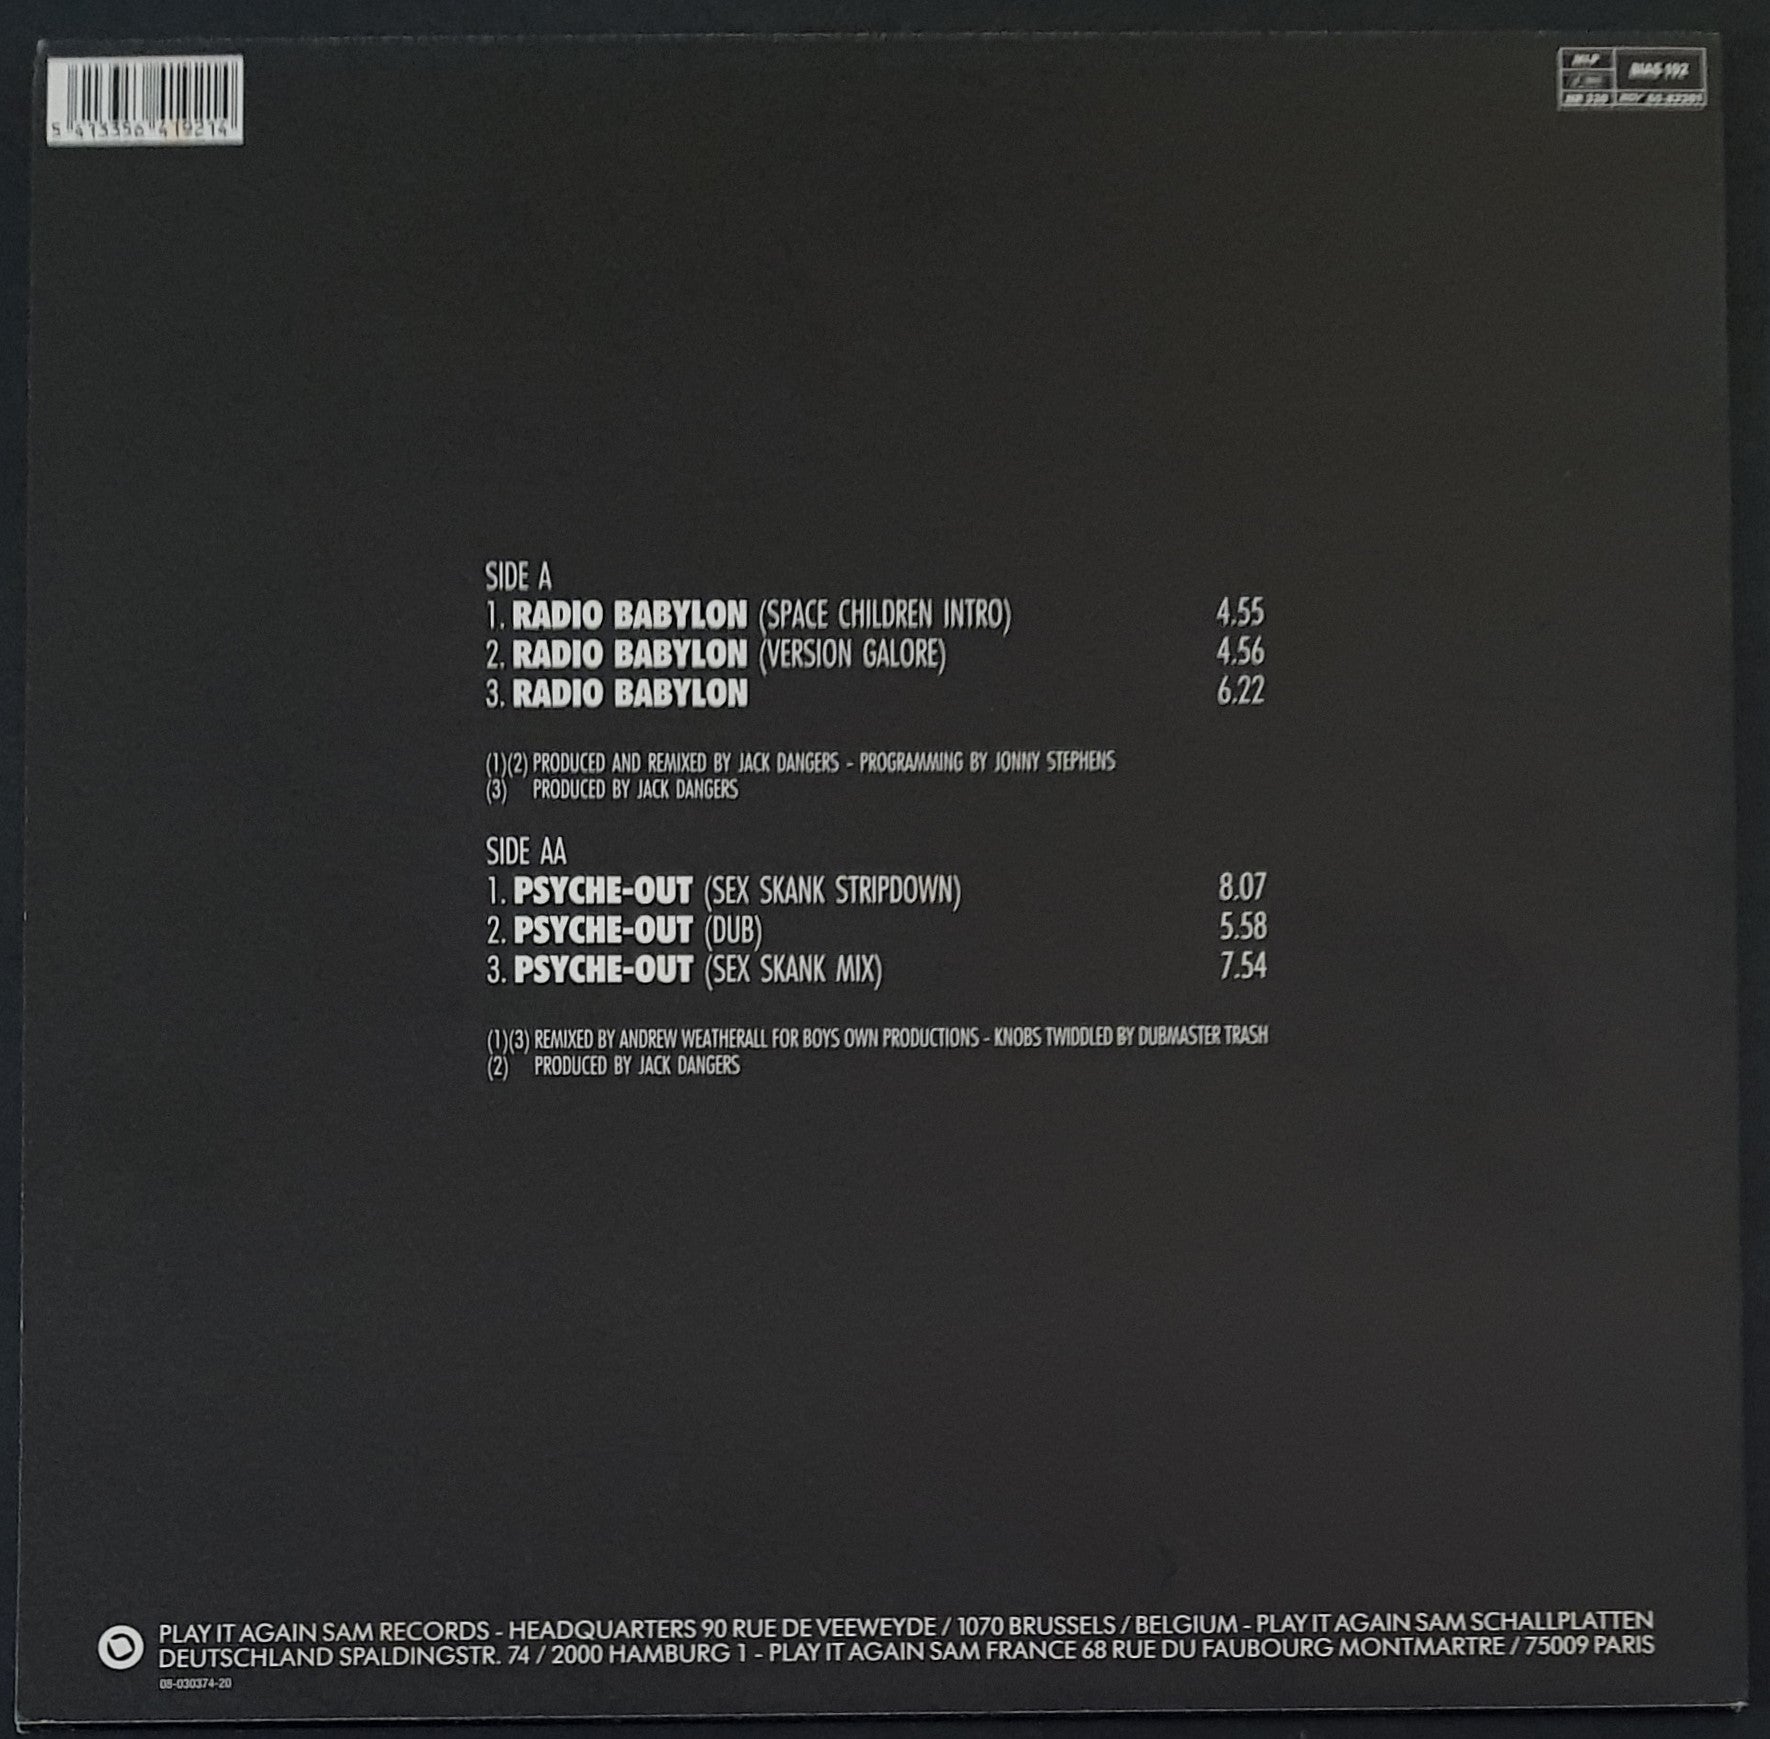 5 413356 419214
BIAS 192
SIDE A
1. RADIO BABYLON (SPACE CHILDREN INTRO) 4.55
2. RADIO BABYLON (VERSION GALORE) 4.56
3. RADIO BABYLON 6.22
(1)(2) PRODUCED AND REMIXED BY JACK DANGERS - PROGRAMMING BY JONNY STEPHENS
(3) PRODUCED BY JACK DANGERS
SIDE AA
1. PSYCHE-OUT (SEX SKANK STRIPDOWN) 8.07
2. PSYCHE-OUT (DUB) 5.58
3. PSYCHE-OUT (SEX SKANK MIX) 7.54
(1)(3) REMIXED BY ANDREW WEATHERALL FOR BOYS OWN PRODUCTIONS - KNOBS TWIDDLED BY DUBMASTER TRASH
(2) PRODUCED BY JACK DANGERS
PLAY IT AGAIN SAM RECORDS - HEADQUARTERS 90 RUE DE VEEWEYDE / 1070 BRUSSELS / BELGIUM - PLAY IT AGAIN SAM SCHALLPLATTEN
DEUTSCHLAND SPALDINGSTR. 74 / 2000 HAMBURG 1 - PLAY IT AGAIN SAM FRANCE 68 RUE DU FAUBOURG MONTMARTRE / 75009 PARIS
08-030374-20